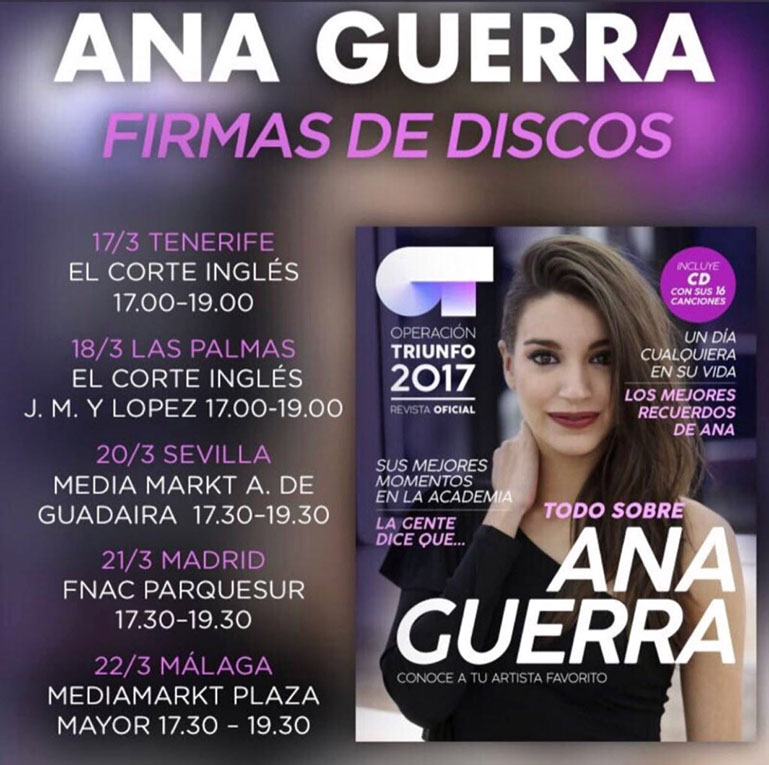 ANA GUERRA
FIRMAS DE DISCOS
17/3 TENERIFE
EL CORTE INGLÉS
17.00-19.00
18/3 LAS PALMAS
EL CORTE INGLÉS
J. M. Y LOPEZ 17.00-19.00
20/3 SEVILLA
MEDIA MARKT A. DE
GUADAIRA 17.30-19.30
21/3 MADRID
FNAC PARQUESUR
17.30-19.30
22/3 MÁLAGA
MEDIAMARKT PLAZA
MAYOR 17.30 - 19.30
OT
OPERACIÓN
TRIUNFO
2017
REVISTA OFICIAL
INCLUYE
CD
CON SUS 16
CANCIONES
UN DÍA
CUALQUIERA
EN SU VIDA
LOS MEJORES
RECUERDOS
DE ANA
SUS MEJORES
MOMENTOS
EN LA ACADEMIA
LA GENTE
DICE QUE...
TODO SOBRE
ANA
GUERRA
CONOCE A TU ARTISTA FAVORITO